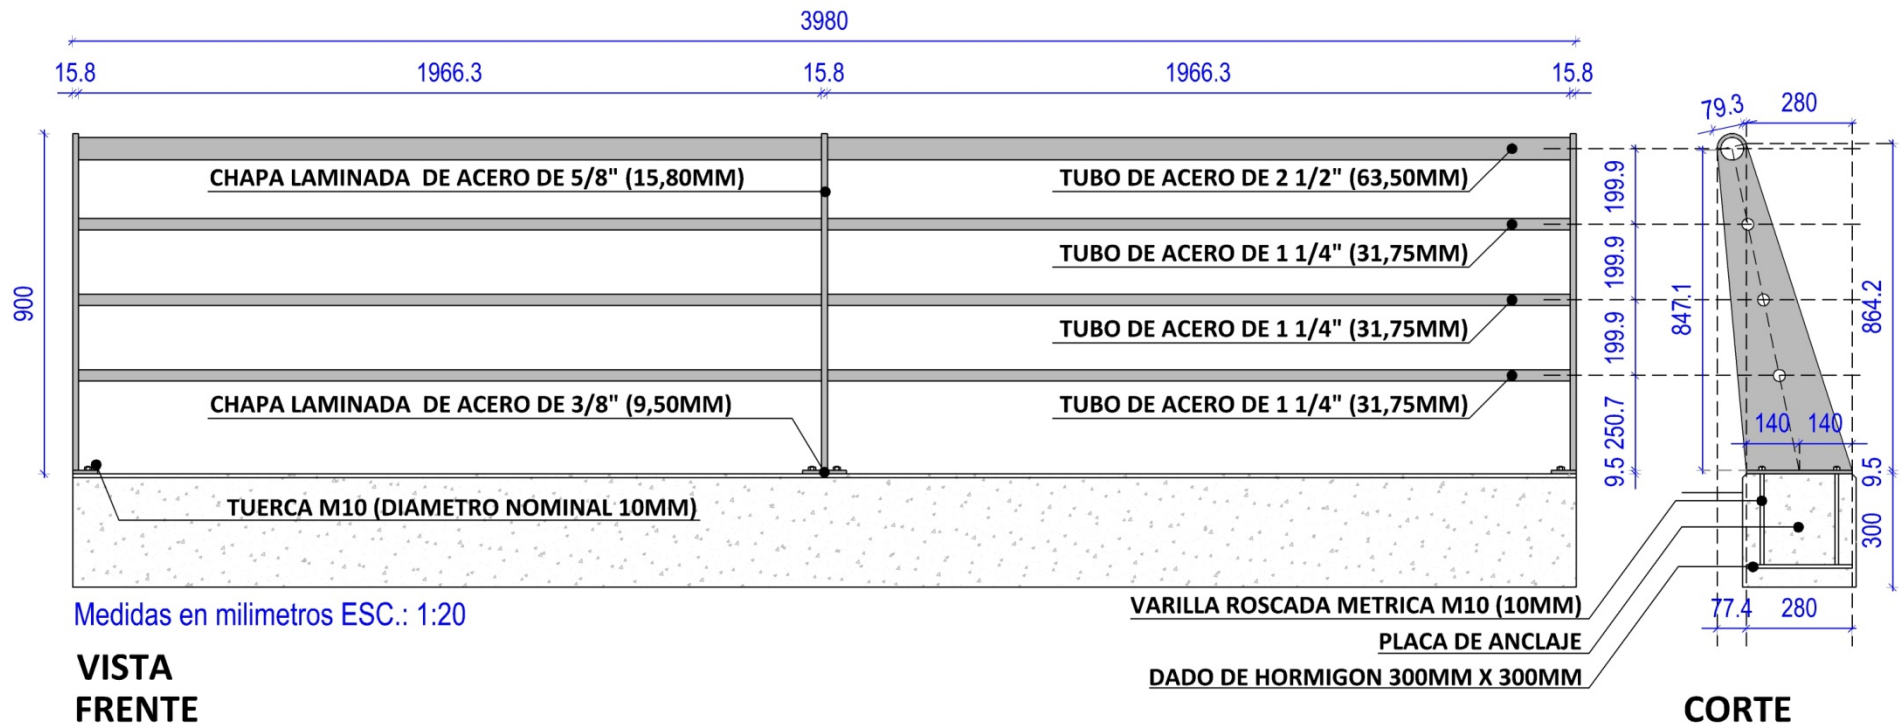 3980
15.8 1966.3 15.8 1966.3 15.8
79.3 280
CHAPA LAMINADA DE ACERO DE 5/8" (15,80MM)
TUBO DE ACERO DE 2 1/2" (63,50MM)
199.9
TUBO DE ACERO DE 1 1/4" (31,75MM)
199.9
900
847.1
864.2
TUBO DE ACERO DE 1 1/4" (31,75MM)
199.9
CHAPA LAMINADA DE ACERO DE 3/8" (9,50MM)
TUBO DE ACERO DE 1 1/4" (31,75MM)
250.7
140 140
9.5
9.5
TUERCA M10 (DIAMETRO NOMINAL 10MM)
300
Medidas en milimetros ESC.: 1:20
VARILLA ROSCADA METRICA M10 (10MM)
77.4 280
PLACA DE ANCLAJE
DADO DE HORMIGON 300MM X 300MM
VISTA
FRENTE
CORTE